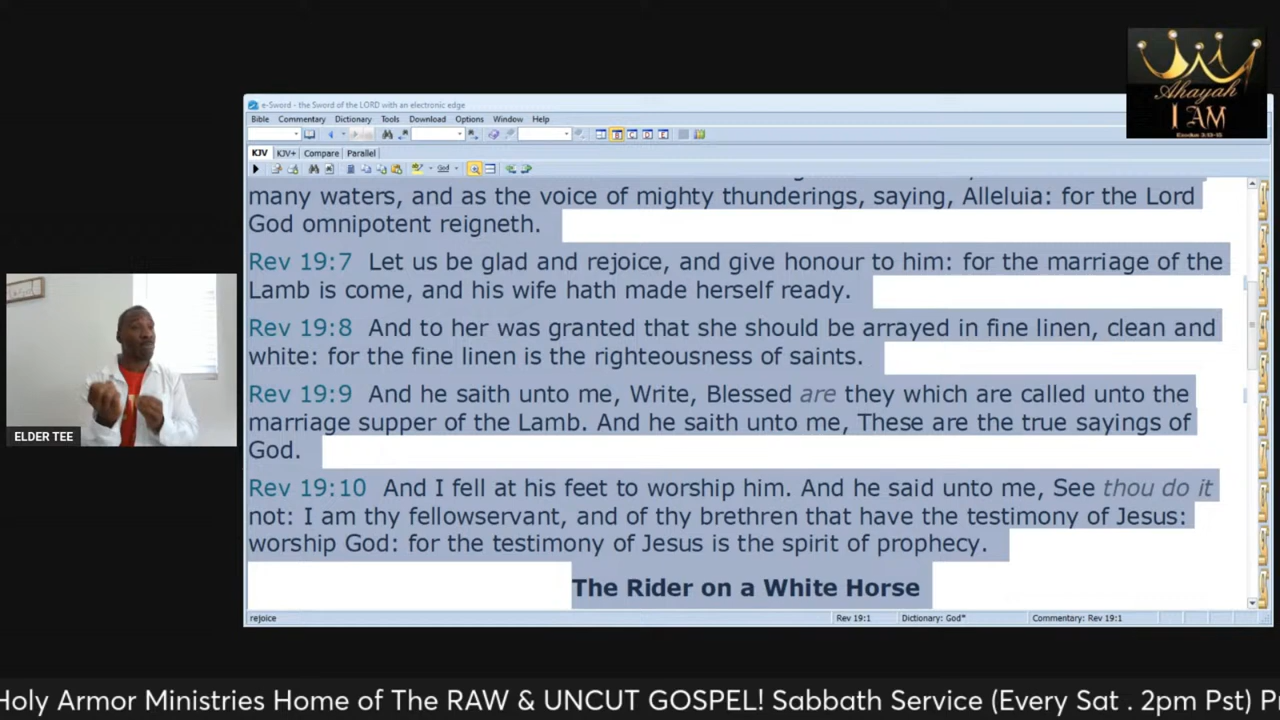 Ahayah
I AM
Exodus 3:13-15
e-Sword - the Sword of the LORD with an electronic edge
Bible Commentary Dictionary Tools Download Options Window Help
KJV KJV+ Compare Parallel
God
many waters, and as the voice of mighty thunderings, saying, Alleluia: for the Lord
God omnipotent reigneth.
Rev 19:7 Let us be glad and rejoice, and give honour to him: for the marriage of the
Lamb is come, and his wife hath made herself ready.
Rev 19:8 And to her was granted that she should be arrayed in fine linen, clean and
white: for the fine linen is the righteousness of saints.
Rev 19:9 And he saith unto me, Write, Blessed are they which are called unto the
marriage supper of the Lamb. And he saith unto me, These are the true sayings of
God.
Rev 19:10 And I fell at his feet to worship him. And he said unto me, See thou do it
not: I am thy fellowservant, and of thy brethren that have the testimony of Jesus:
worship God: for the testimony of Jesus is the spirit of prophecy.
The Rider on a White Horse
rejoice Rev 19:1 Dictionary: God* Commentary: Rev 19:1
ELDER TEE
Holy Armor Ministries Home of The RAW & UNCUT GOSPEL! Sabbath Service (Every Sat . 2pm Pst) P